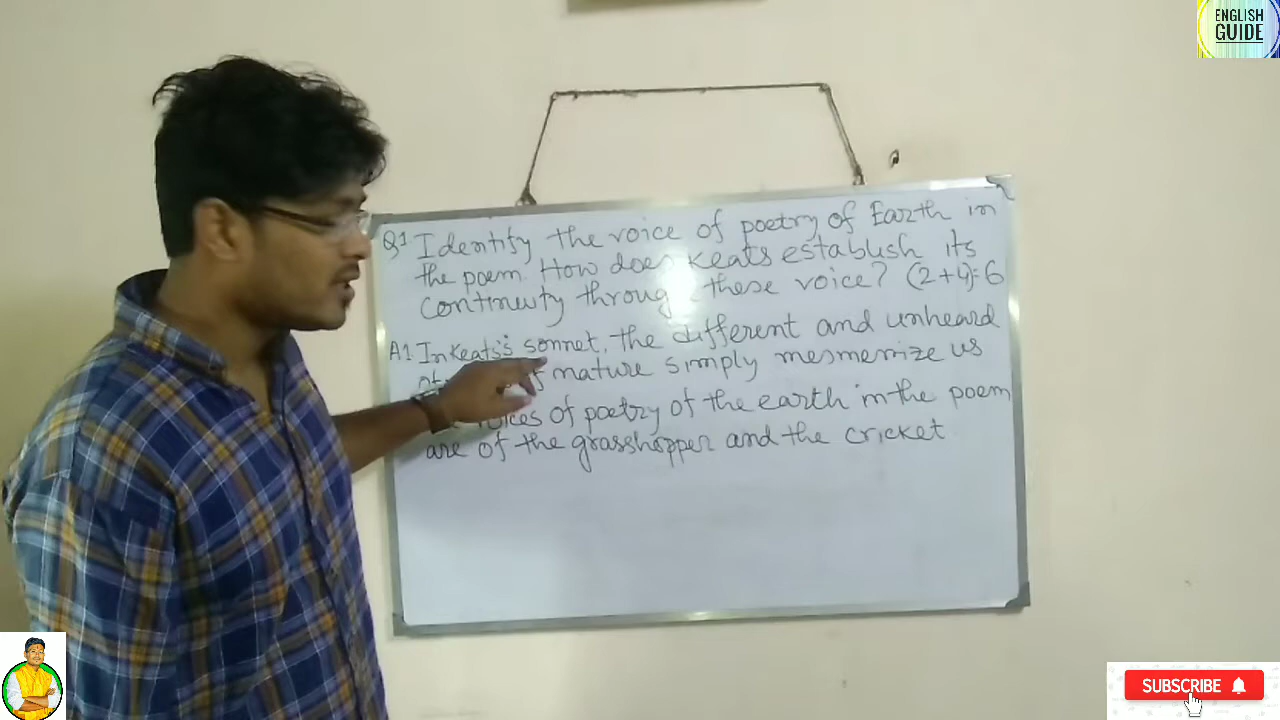 ENGLISH
GUIDE
Q1 Identify the voice of poetry of Earth in
the poem. How does Keats establish its
continuity through these voice? (2+4)=6
A1 In Keats's sonnet, the different and unheard
of nature simply mesmerize us
voices of poetry of the earth in the poem
are of the grasshopper and the cricket
SUBSCRIBE